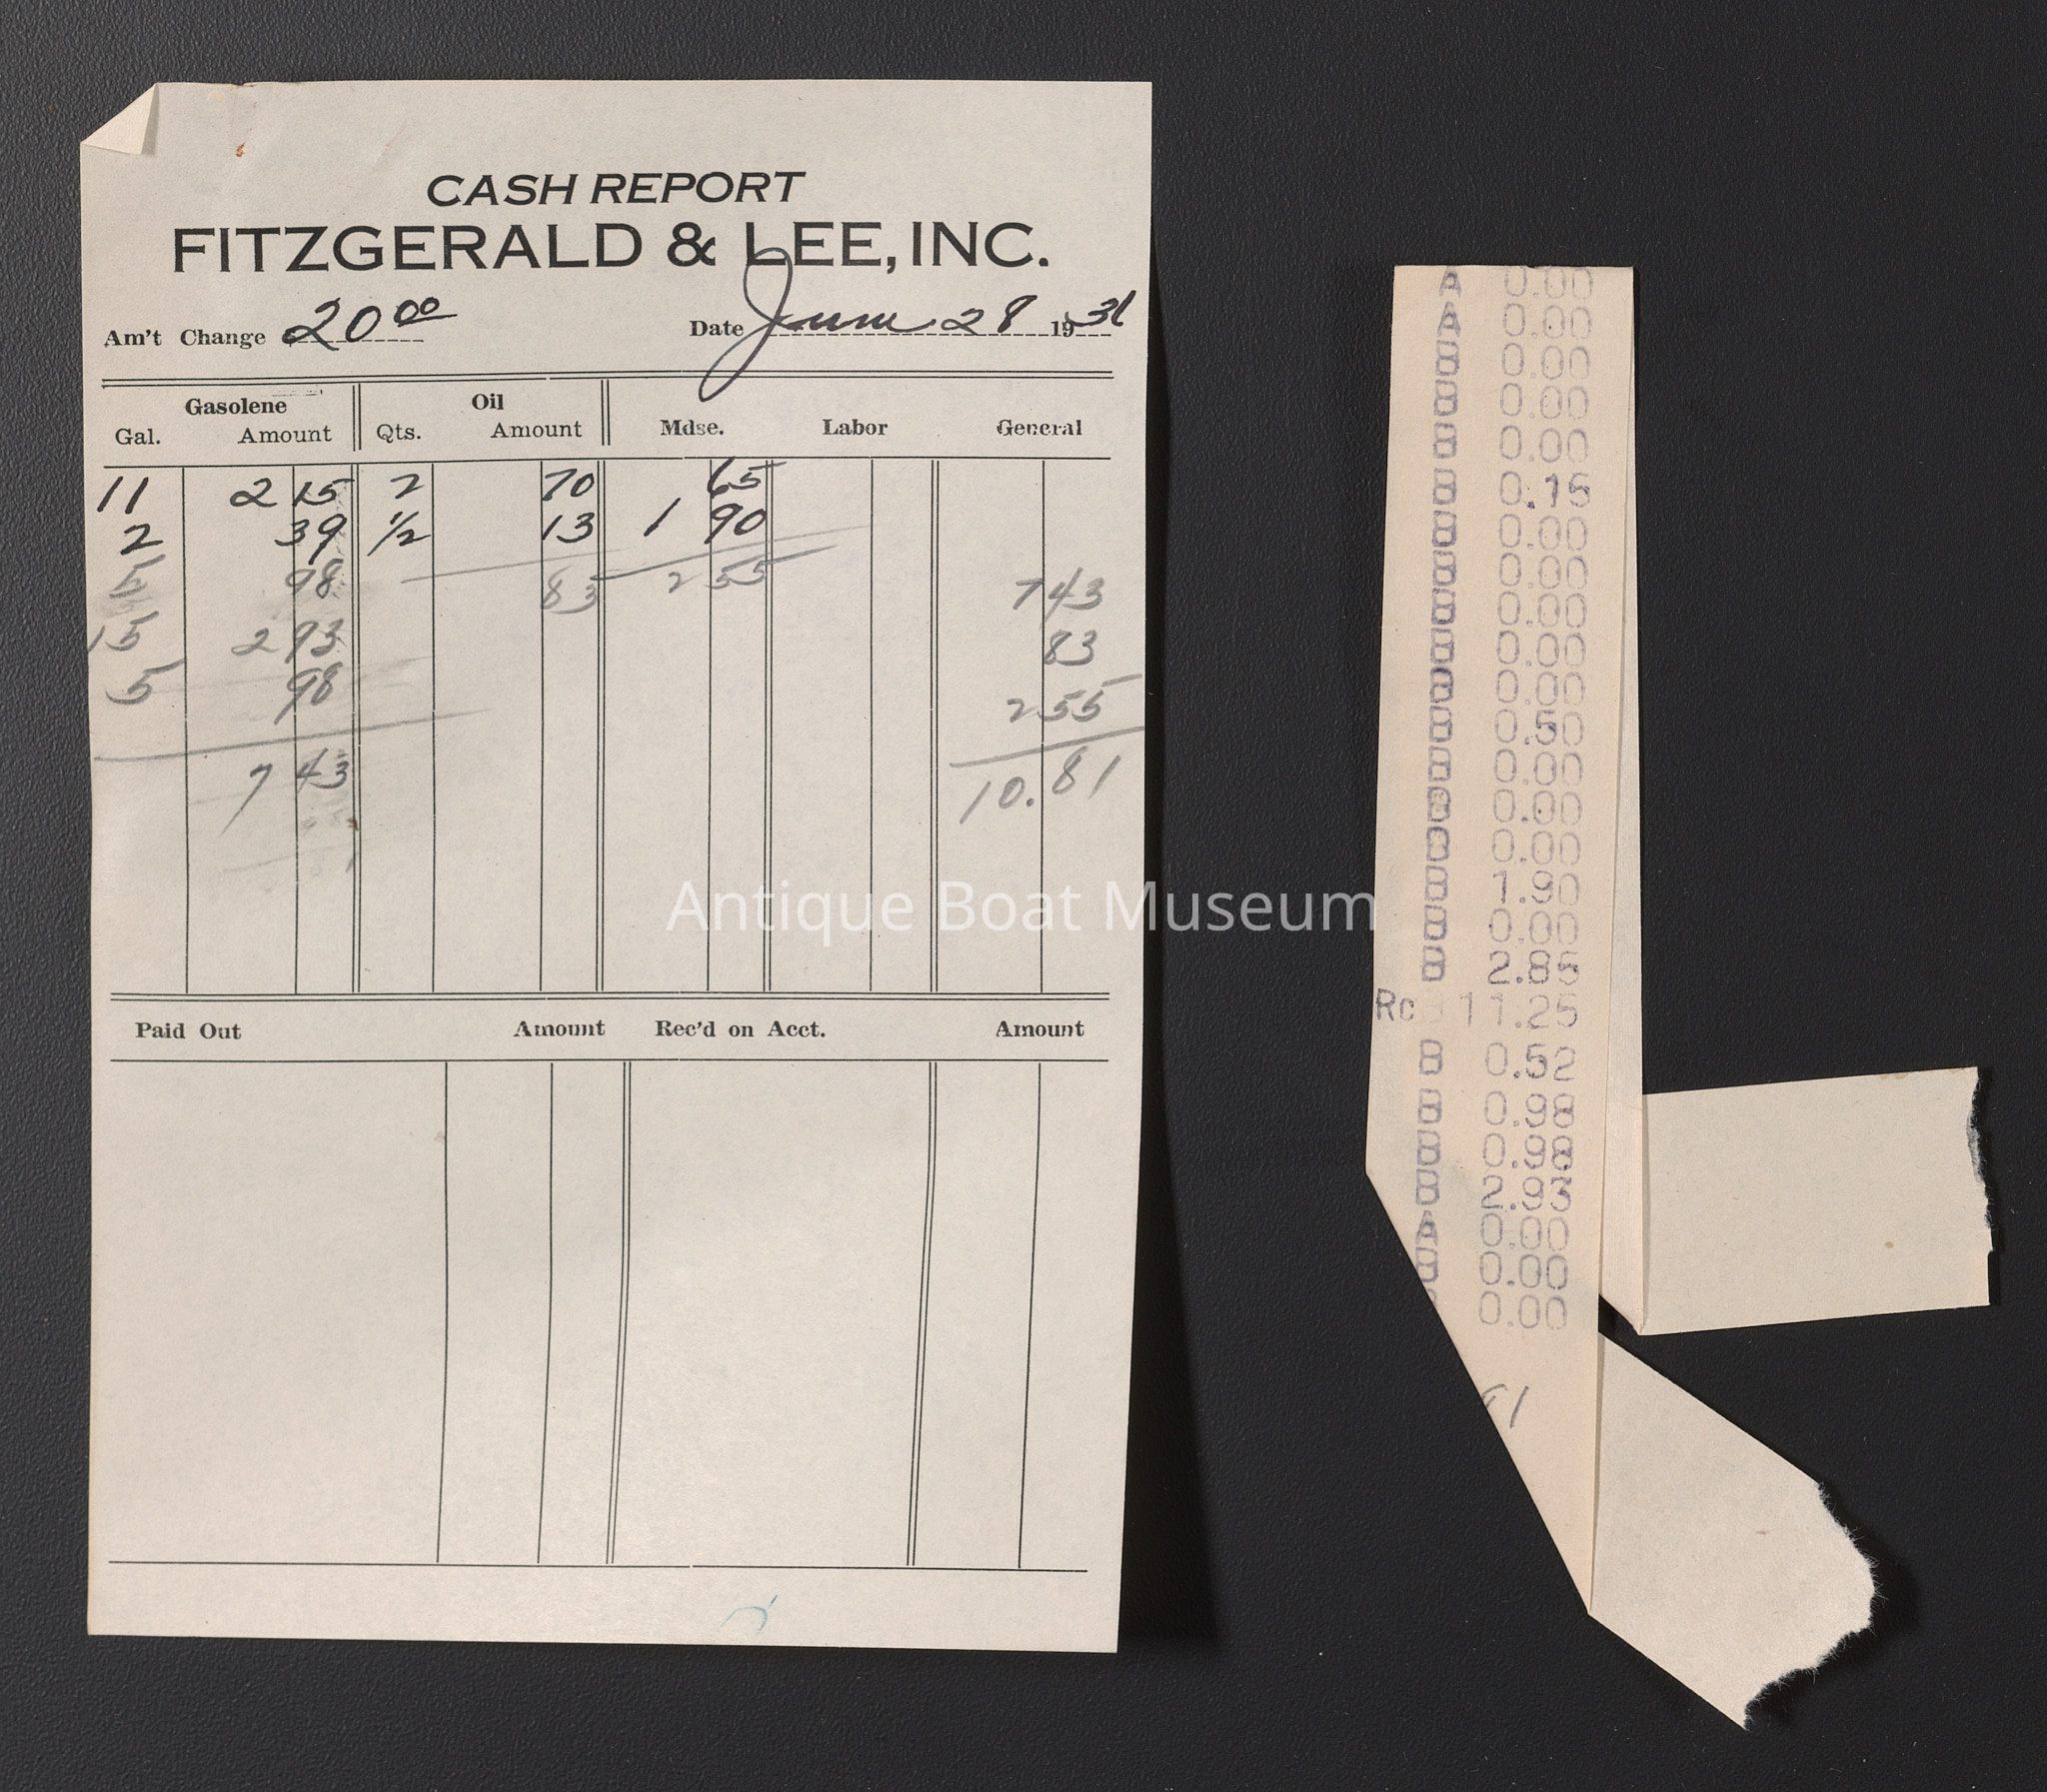 CASH REPORT
FITZGERALD & LEE, INC.
Am't Change 20 00 Date June 28 1931
Gasolene Oil
Gal. Amount Qts. Amount Mdse. Labor General
11 2 15 2 70 65
2 39 1/2 13 1 90
5 98 83 2 55 7 43
15 2 93 83
5 98 2 55
7 43 10.81
Antique Boat Museum
Paid Out Amount Rec'd on Acct. Amount
A 0.00
A 0.00
B 0.00
B 0.00
B 0.00
B 0.15
B 0.00
B 0.00
B 0.00
B 0.00
B 0.00
B 0.50
B 0.00
B 0.00
B 0.00
B 1.90
B 0.00
B 2.85
Rc 11.25
B 0.52
B 0.98
B 0.98
B 2.93
A 0.00
B 0.00
0.00